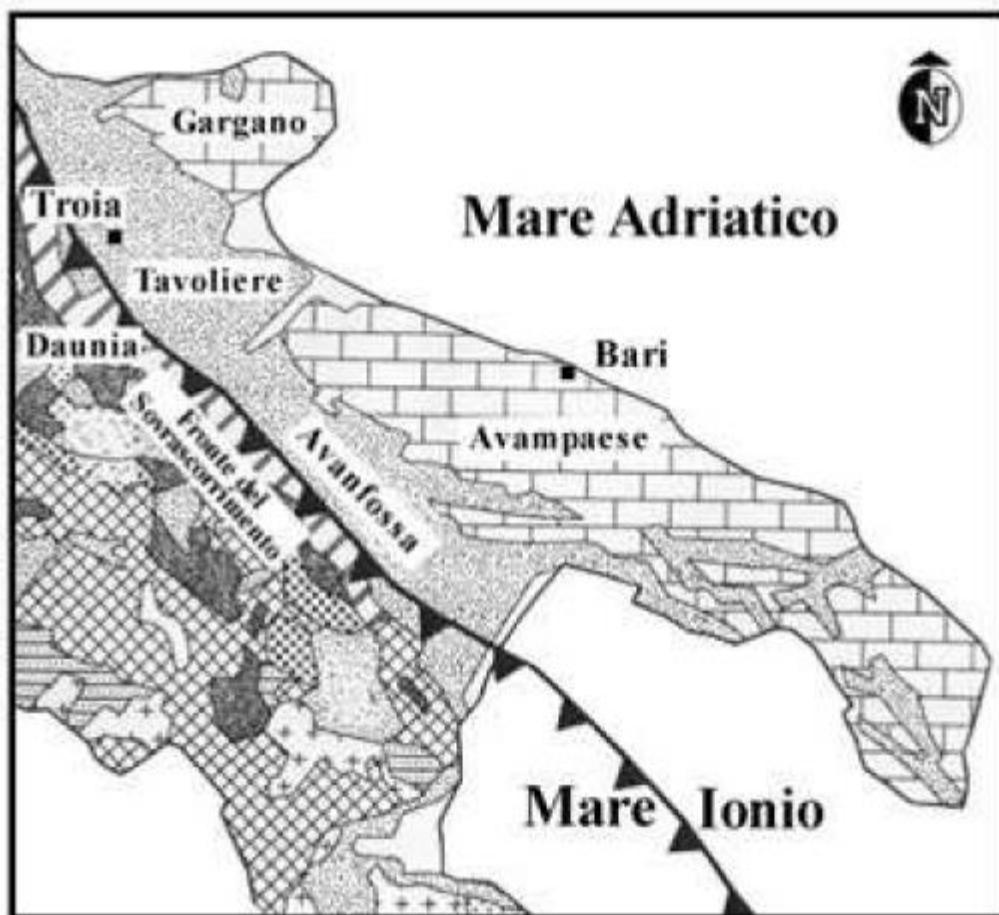 Gargano
N
Troia
Mare Adriatico
Tavoliere
Daunia
Bari
Fronte del
Sovrascorrimento
Avanfossa
Avampaese
Mare Ionio